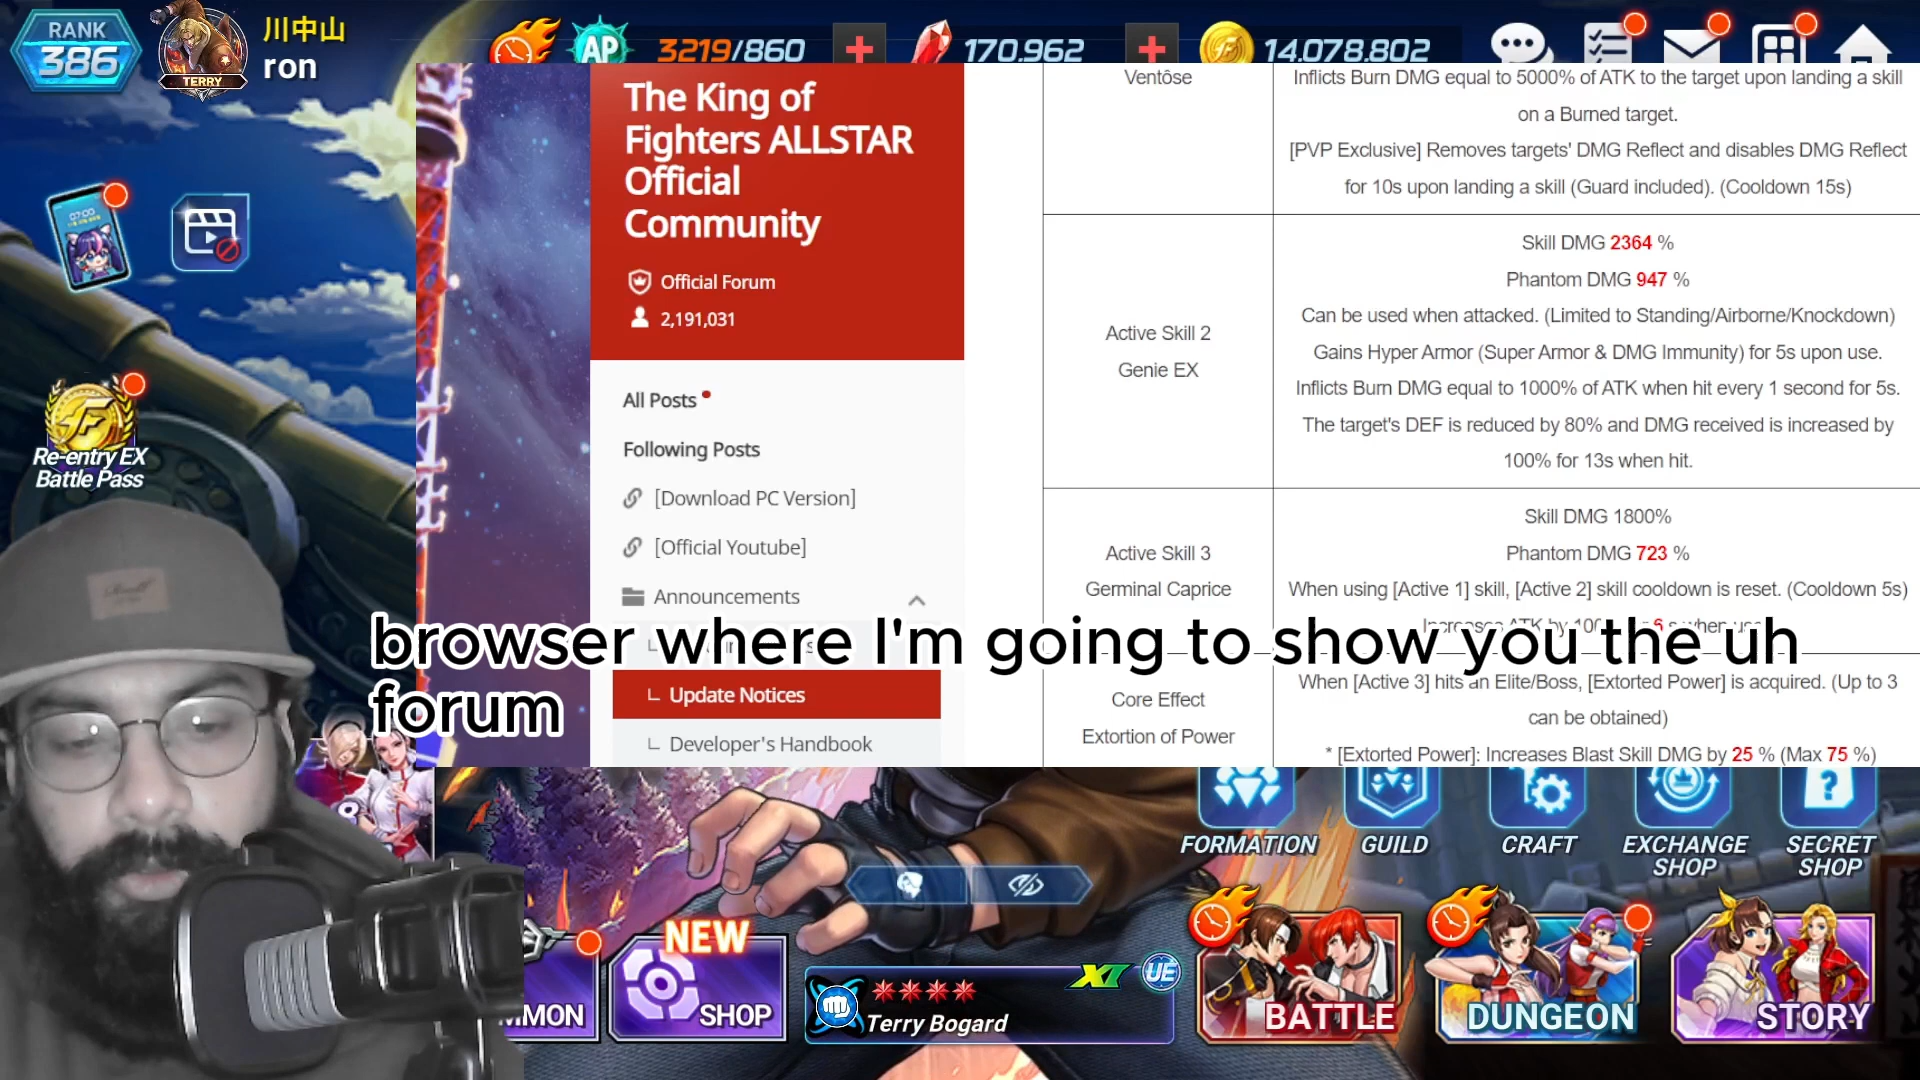 RANK
386
TERRY
川中山
ron
AP
3219/860
170,962
14,078,802
07:00
Re-entry EX
Battle Pass
The King of
Fighters ALLSTAR
Official
Community
Official Forum
2,191,031
All Posts
Following Posts
[Download PC Version]
[Official Youtube]
Announcements
Update Notices
Developer's Handbook
Ventôse
Inflicts Burn DMG equal to 5000% of ATK to the target upon landing a skill
on a Burned target.
[PVP Exclusive] Removes targets' DMG Reflect and disables DMG Reflect
for 10s upon landing a skill (Guard included). (Cooldown 15s)
Active Skill 2
Genie EX
Skill DMG 2364 %
Phantom DMG 947 %
Can be used when attacked. (Limited to Standing/Airborne/Knockdown)
Gains Hyper Armor (Super Armor & DMG Immunity) for 5s upon use.
Inflicts Burn DMG equal to 1000% of ATK when hit every 1 second for 5s.
The target's DEF is reduced by 80% and DMG received is increased by
100% for 13s when hit.
Active Skill 3
Germinal Caprice
Skill DMG 1800%
Phantom DMG 723 %
When using [Active 1] skill, [Active 2] skill cooldown is reset. (Cooldown 5s)
Core Effect
Extortion of Power
When [Active 3] hits an Elite/Boss, [Extorted Power] is acquired. (Up to 3
can be obtained)
* [Extorted Power]: Increases Blast Skill DMG by 25 % (Max 75 %)
browser where I'm going to show you the uh
forum
FORMATION
GUILD
CRAFT
EXCHANGE
SHOP
SECRET
SHOP
NEW
SHOP
XI
UE
Terry Bogard
BATTLE
DUNGEON
STORY